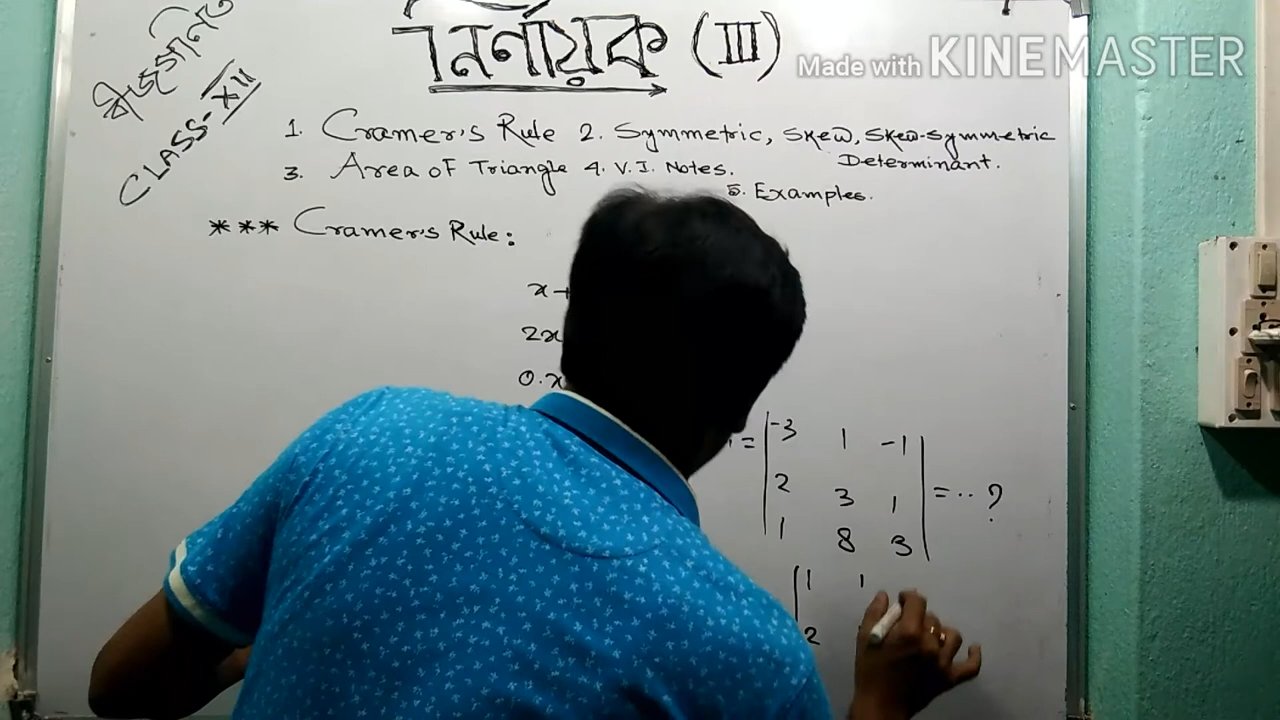 নির্ণায়ক (III)
Made with KINEMASTER
বীজগণিত
CLASS-XII
1. Cramer's Rule 2. Symmetric, Skew, Skew-symmetric Determinant.
3. Area of Triangle 4. V.I. Notes.
5. Examples.
*** Cramer's Rule:
x +
2x
0.x
= | -3 1 -1 |
| 2 3 1 | = .. ?
| 1 8 3 |
| 1 1
2